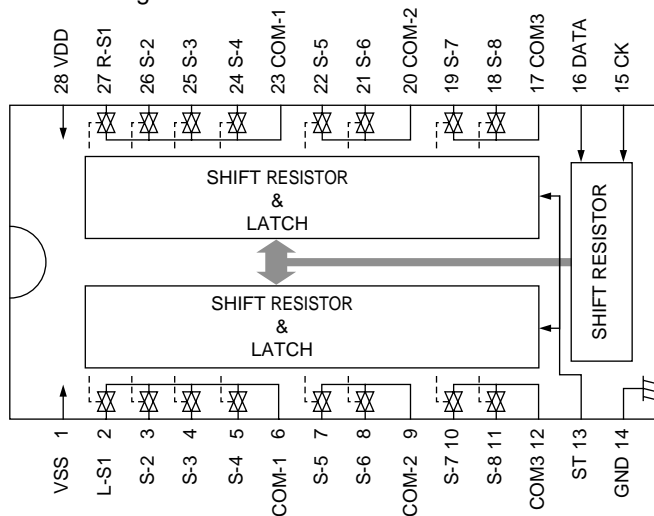 28 VDD
27 R-S1
26 S-2
25 S-3
24 S-4
23 COM-1
22 S-5
21 S-6
20 COM-2
19 S-7
18 S-8
17 COM3
16 DATA
15 CK
SHIFT RESISTOR
&
LATCH
SHIFT RESISTOR
SHIFT RESISTOR
&
LATCH
VSS 1
L-S1 2
S-2 3
S-3 4
S-4 5
COM-1 6
S-5 7
S-6 8
COM-2 9
S-7 10
S-8 11
COM3 12
ST 13
GND 14